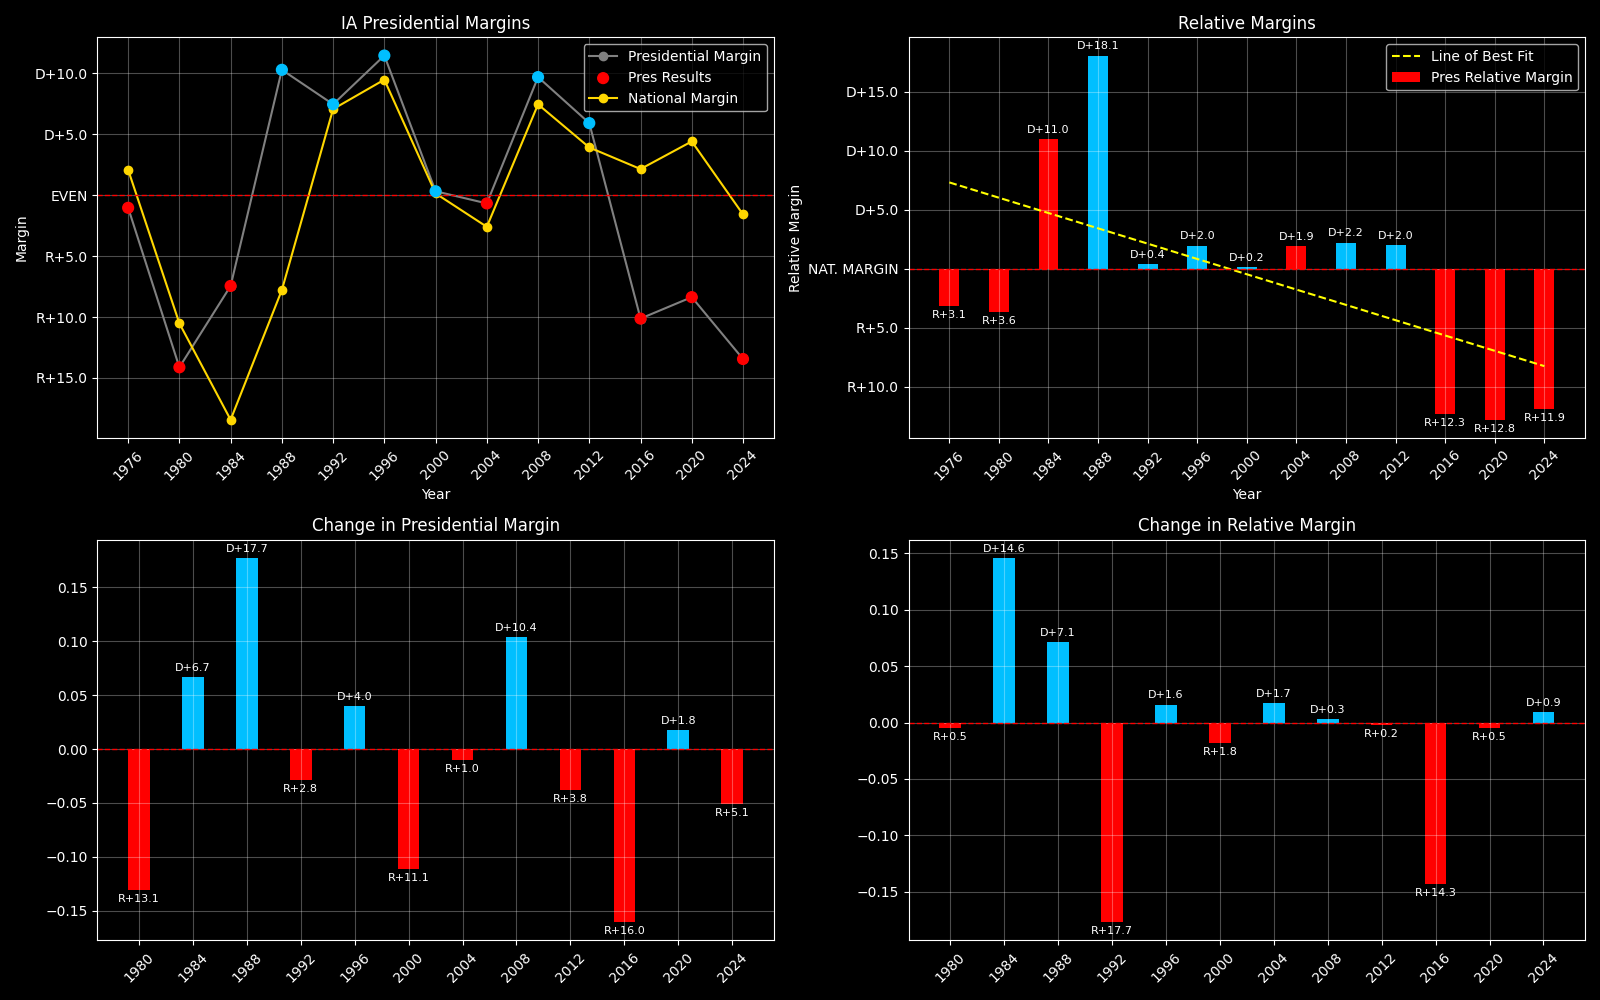 IA Presidential Margins
Presidential Margin
Pres Results
National Margin
D+10.0
D+5.0
EVEN
R+5.0
R+10.0
R+15.0
Margin
1976 1980 1984 1988 1992 1996 2000 2004 2008 2012 2016 2020 2024
Year
Relative Margins
Line of Best Fit
Pres Relative Margin
D+15.0
D+10.0
D+5.0
NAT. MARGIN
R+5.0
R+10.0
Relative Margin
R+3.1 R+3.6 D+11.0 D+18.1 D+0.4 D+2.0 D+0.2 D+1.9 D+2.2 D+2.0 R+12.3 R+12.8 R+11.9
1976 1980 1984 1988 1992 1996 2000 2004 2008 2012 2016 2020 2024
Year
Change in Presidential Margin
0.15
0.10
0.05
0.00
−0.05
−0.10
−0.15
R+13.1 D+6.7 D+17.7 R+2.8 D+4.0 R+11.1 R+1.0 D+10.4 R+3.8 R+16.0 D+1.8 R+5.1
1980 1984 1988 1992 1996 2000 2004 2008 2012 2016 2020 2024
Change in Relative Margin
0.15
0.10
0.05
0.00
−0.05
−0.10
−0.15
R+0.5 D+14.6 D+7.1 R+17.7 D+1.6 R+1.8 D+1.7 D+0.3 R+0.2 R+14.3 R+0.5 D+0.9
1980 1984 1988 1992 1996 2000 2004 2008 2012 2016 2020 2024